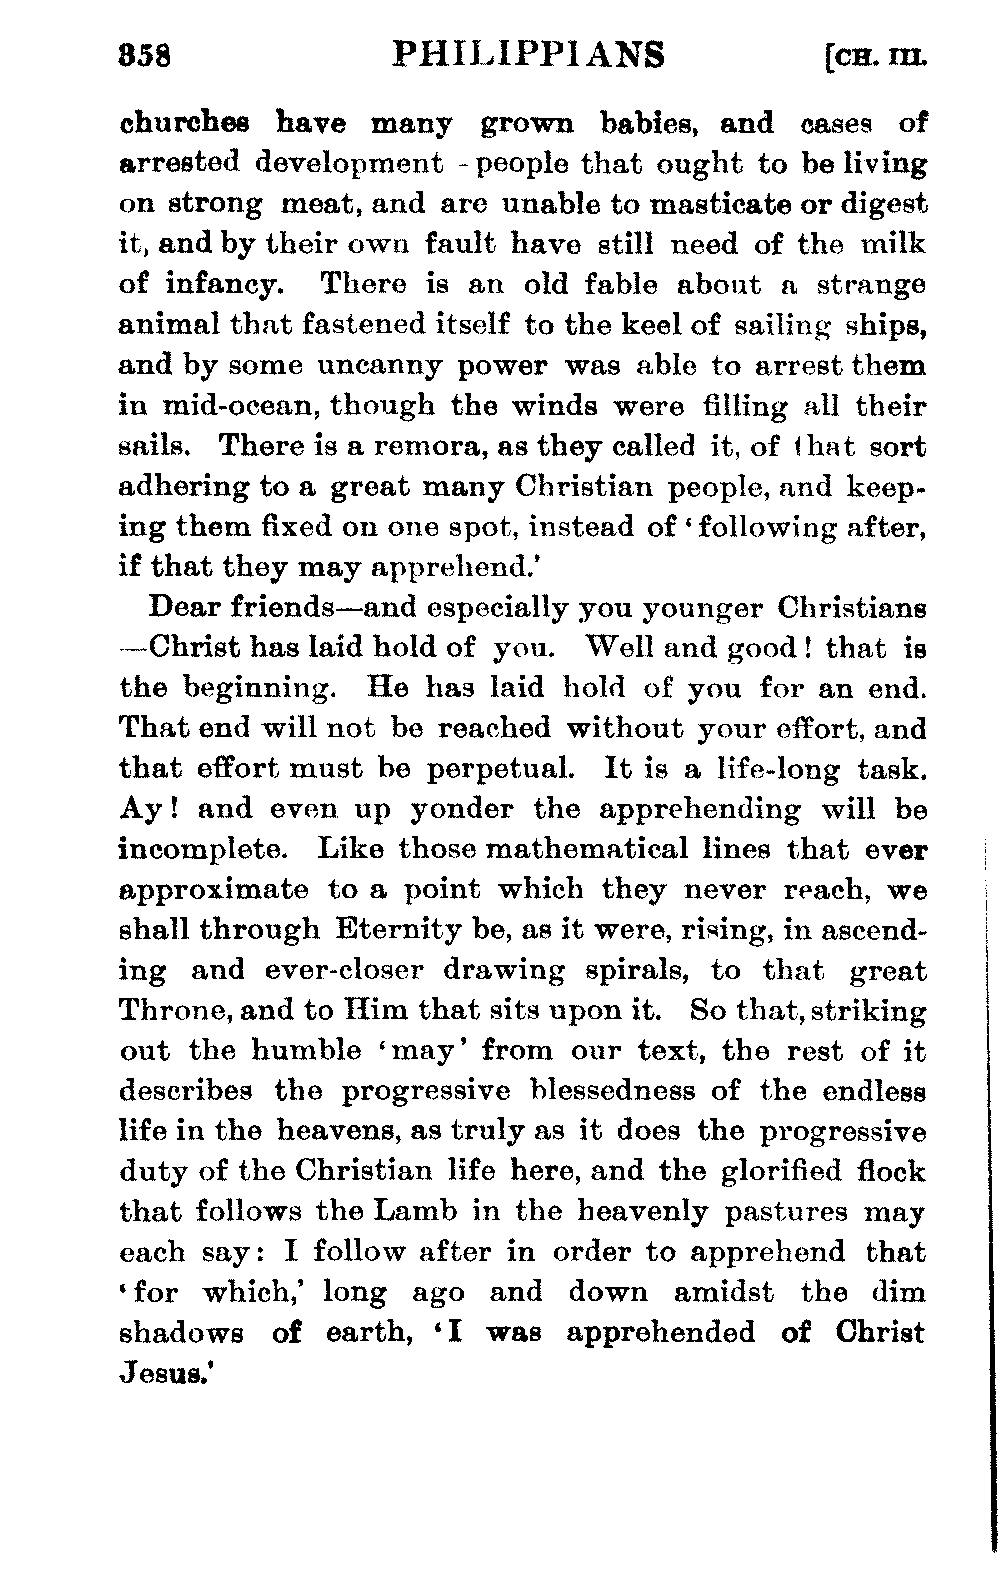 358 PHILIPPIANS [CH. III.
churches have many grown babies, and cases of
arrested development - people that ought to be living
on strong meat, and are unable to masticate or digest
it, and by their own fault have still need of the milk
of infancy. There is an old fable about a strange
animal that fastened itself to the keel of sailing ships,
and by some uncanny power was able to arrest them
in mid-ocean, though the winds were filling all their
sails. There is a remora, as they called it, of that sort
adhering to a great many Christian people, and keep-
ing them fixed on one spot, instead of ‘following after,
if that they may apprehend.’
Dear friends—and especially you younger Christians
—Christ has laid hold of you. Well and good! that is
the beginning. He has laid hold of you for an end.
That end will not be reached without your effort, and
that effort must be perpetual. It is a life-long task.
Ay! and even up yonder the apprehending will be
incomplete. Like those mathematical lines that ever
approximate to a point which they never reach, we
shall through Eternity be, as it were, rising, in ascend-
ing and ever-closer drawing spirals, to that great
Throne, and to Him that sits upon it. So that, striking
out the humble ‘may’ from our text, the rest of it
describes the progressive blessedness of the endless
life in the heavens, as truly as it does the progressive
duty of the Christian life here, and the glorified flock
that follows the Lamb in the heavenly pastures may
each say: I follow after in order to apprehend that
‘for which,’ long ago and down amidst the dim
shadows of earth, ‘I was apprehended of Christ
Jesus.’